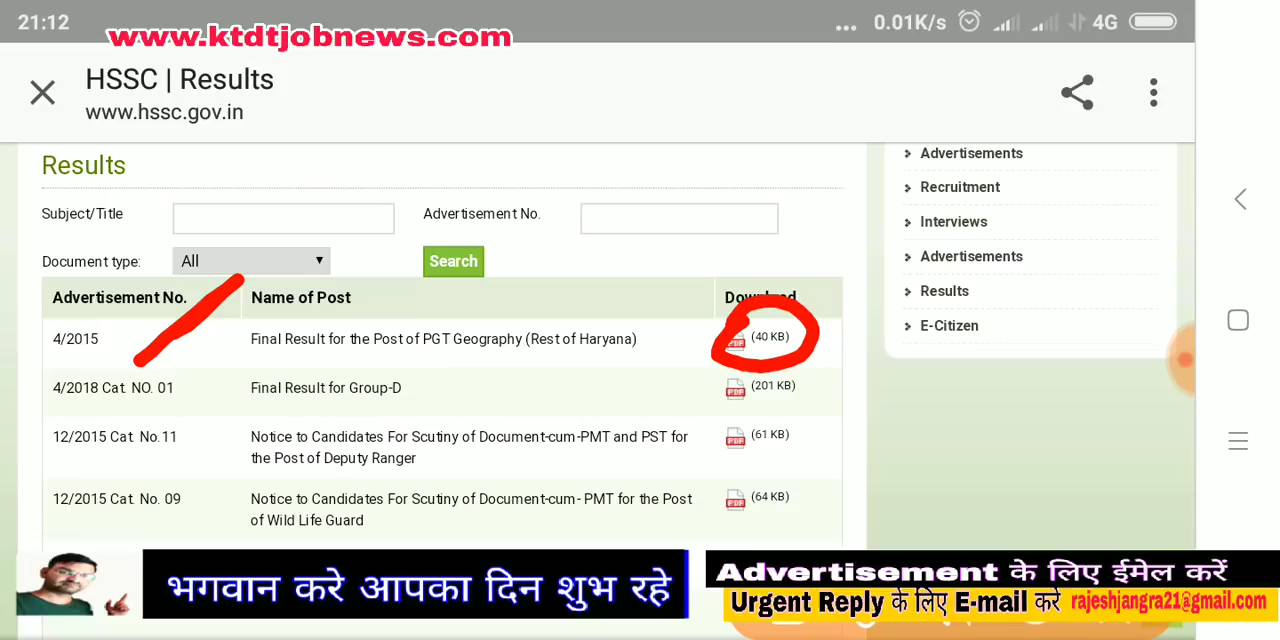 21:12
www.ktdtjobnews.com
... 0.01K/s 4G
HSSC | Results
www.hssc.gov.in
Results
Subject/Title
Advertisement No.
Document type: All
Search
Advertisement No. Name of Post Download
4/2015 Final Result for the Post of PGT Geography (Rest of Haryana) PDF (40 KB)
4/2018 Cat. NO. 01 Final Result for Group-D PDF (201 KB)
12/2015 Cat. No.11 Notice to Candidates For Scutiny of Document-cum-PMT and PST for
the Post of Deputy Ranger
PDF (61 KB)
12/2015 Cat. No. 09 Notice to Candidates For Scutiny of Document-cum- PMT for the Post
of Wild Life Guard
PDF (64 KB)
Advertisements
Recruitment
Interviews
Advertisements
Results
E-Citizen
भगवान करे आपका दिन शुभ रहे
Advertisement के लिए ईमेल करें
Urgent Reply के लिए E-mail करें rajeshjangra21@gmail.com